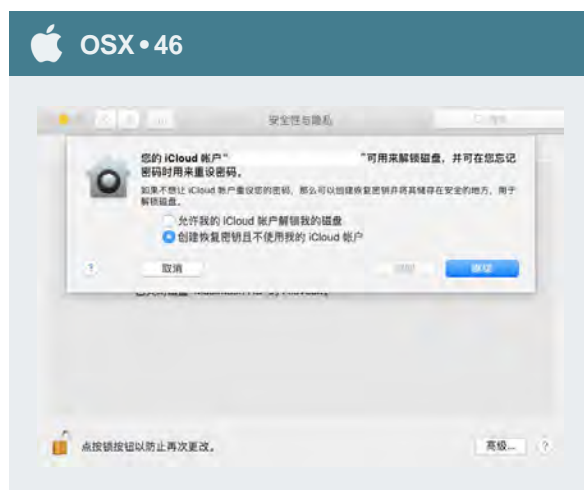 OSX•46
安全性与隐私
您的 iCloud 帐户“ ”可用来解锁磁盘，并可在您忘记
密码时用来重设密码。
如果不想让 iCloud 帐户重设您的密码，那么可以创建恢复密钥并将其储存在安全的地方，用于
解锁磁盘。
允许我的 iCloud 帐户解锁我的磁盘
创建恢复密钥且不使用我的 iCloud 帐户
?
取消
继续
点按锁按钮以防止再次更改。
高级...
?